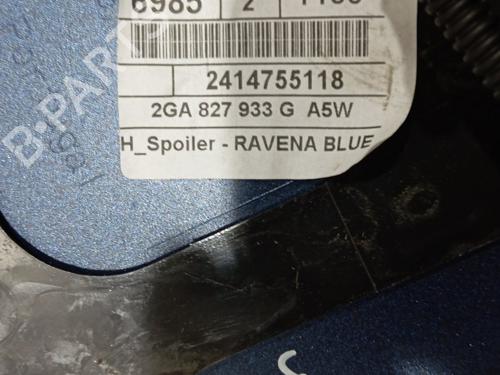 6985 2
2414755118
2GA 827 933 G A5W
H_Spoiler - RAVENA BLUE
B-PARTS